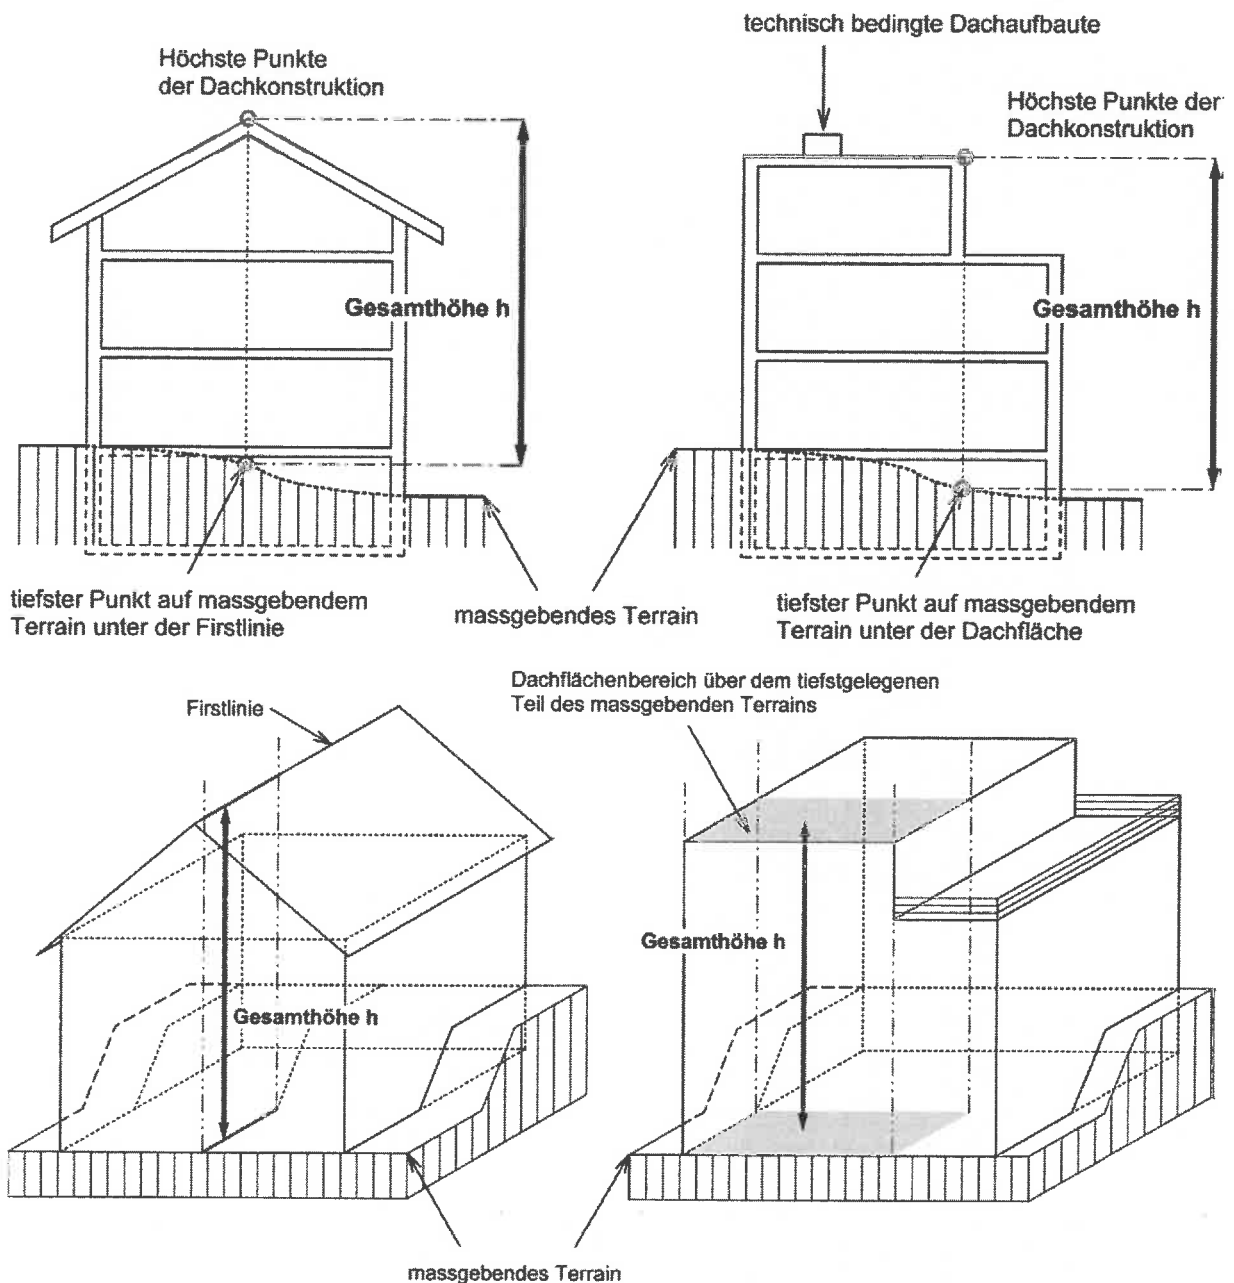 technisch bedingte Dachaufbaute
Höchste Punkte
der Dachkonstruktion
Höchste Punkte der
Dachkonstruktion
Gesamthöhe h
Gesamthöhe h
tiefster Punkt auf massgebendem
Terrain unter der Firstlinie
massgebendes Terrain
tiefster Punkt auf massgebendem
Terrain unter der Dachfläche
Firstlinie
Dachflächenbereich über dem tiefstgelegenen
Teil des massgebenden Terrains
Gesamthöhe h
Gesamthöhe h
massgebendes Terrain